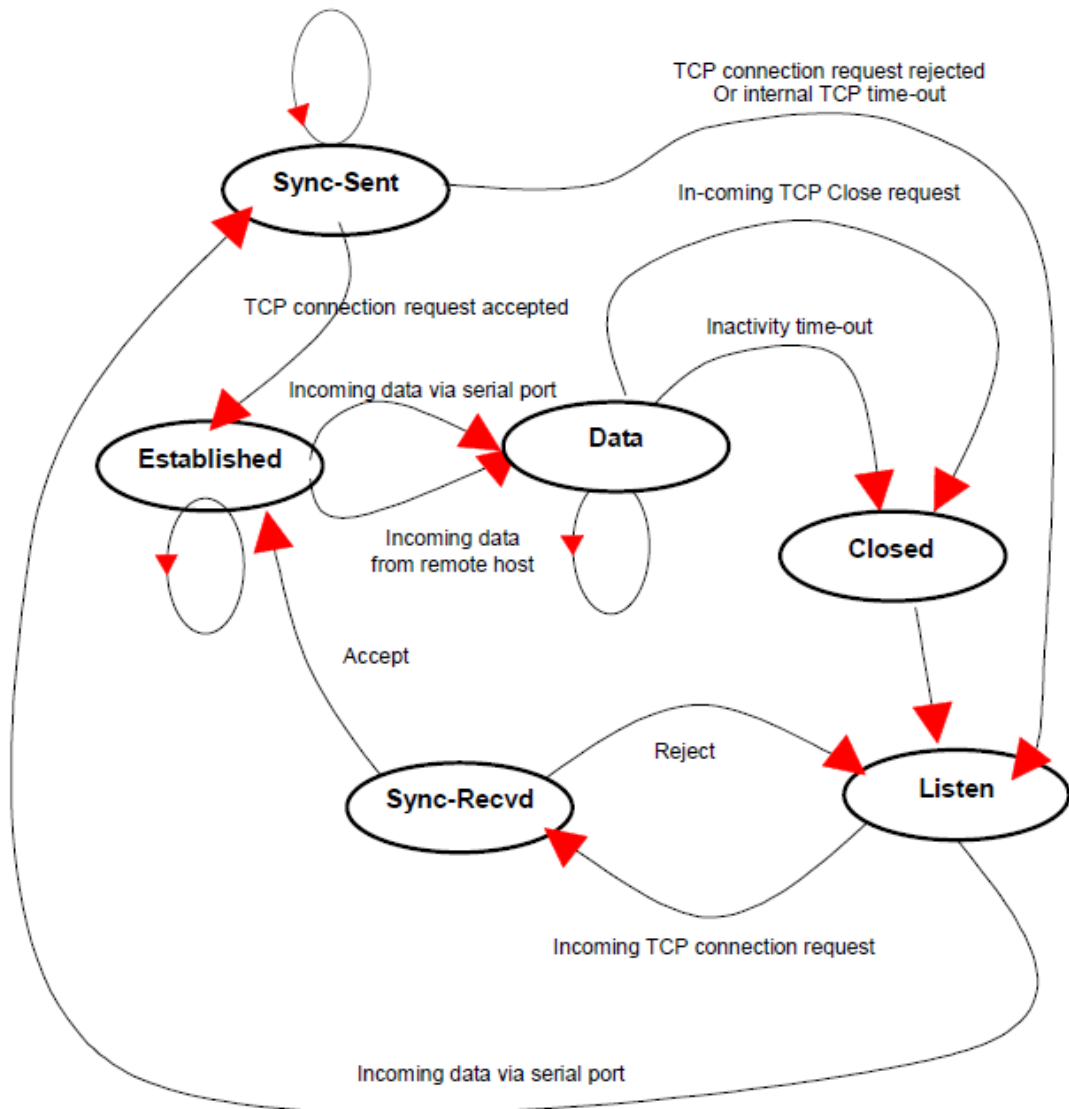 TCP connection request rejected
Or internal TCP time-out
Sync-Sent
In-coming TCP Close request
TCP connection request accepted
Inactivity time-out
Incoming data via serial port
Data
Established
Incoming data
from remote host
Closed
Accept
Reject
Sync-Recvd
Listen
Incoming TCP connection request
Incoming data via serial port